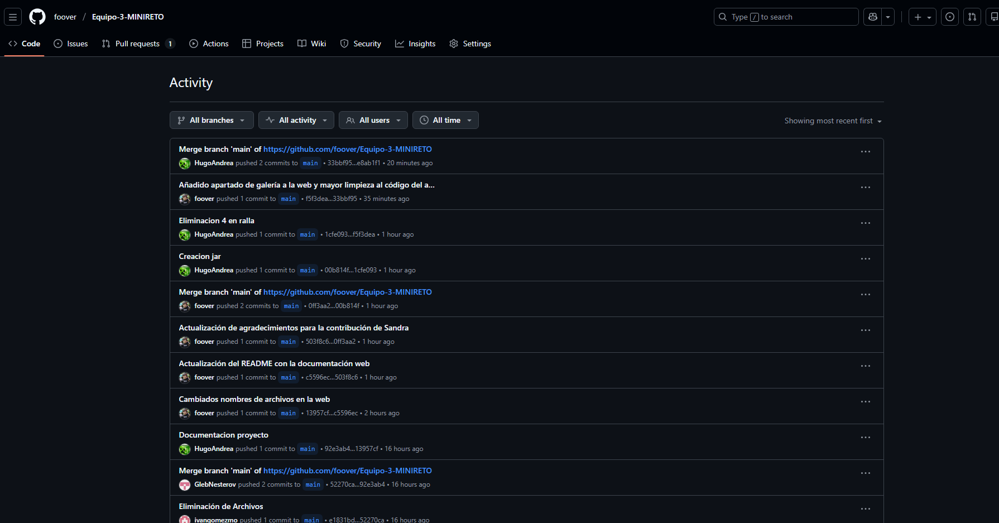 foover / Equipo-3-MINIRETO
Type / to search
Code Issues Pull requests 1 Actions Projects Wiki Security Insights Settings
Activity
All branches All activity All users All time Showing most recent first
Merge branch 'main' of https://github.com/foover/Equipo-3-MINIRETO
HugoAndrea pushed 2 commits to main • 33bbf95...e8ab1f1 • 20 minutes ago
Añadido apartado de galería a la web y mayor limpieza al código del a...
foover pushed 1 commit to main • f5f3dea...33bbf95 • 35 minutes ago
Eliminacion 4 en ralla
HugoAndrea pushed 1 commit to main • 1cfe093...f5f3dea • 1 hour ago
Creacion jar
HugoAndrea pushed 1 commit to main • 00b814f...1cfe093 • 1 hour ago
Merge branch 'main' of https://github.com/foover/Equipo-3-MINIRETO
foover pushed 2 commits to main • 0ff3aa2...00b814f • 1 hour ago
Actualización de agradecimientos para la contribución de Sandra
foover pushed 1 commit to main • 503f8c6...0ff3aa2 • 1 hour ago
Actualización del README con la documentación web
foover pushed 1 commit to main • c5596ec...503f8c6 • 1 hour ago
Cambiados nombres de archivos en la web
foover pushed 1 commit to main • 13957cf...c5596ec • 2 hours ago
Documentacion proyecto
HugoAndrea pushed 1 commit to main • 92e3ab4...13957cf • 16 hours ago
Merge branch 'main' of https://github.com/foover/Equipo-3-MINIRETO
GlebNesterov pushed 2 commits to main • 52270ca...92e3ab4 • 16 hours ago
Eliminación de Archivos
ivangomezmo pushed 1 commit to main • e1831bd...52270ca • 16 hours ago